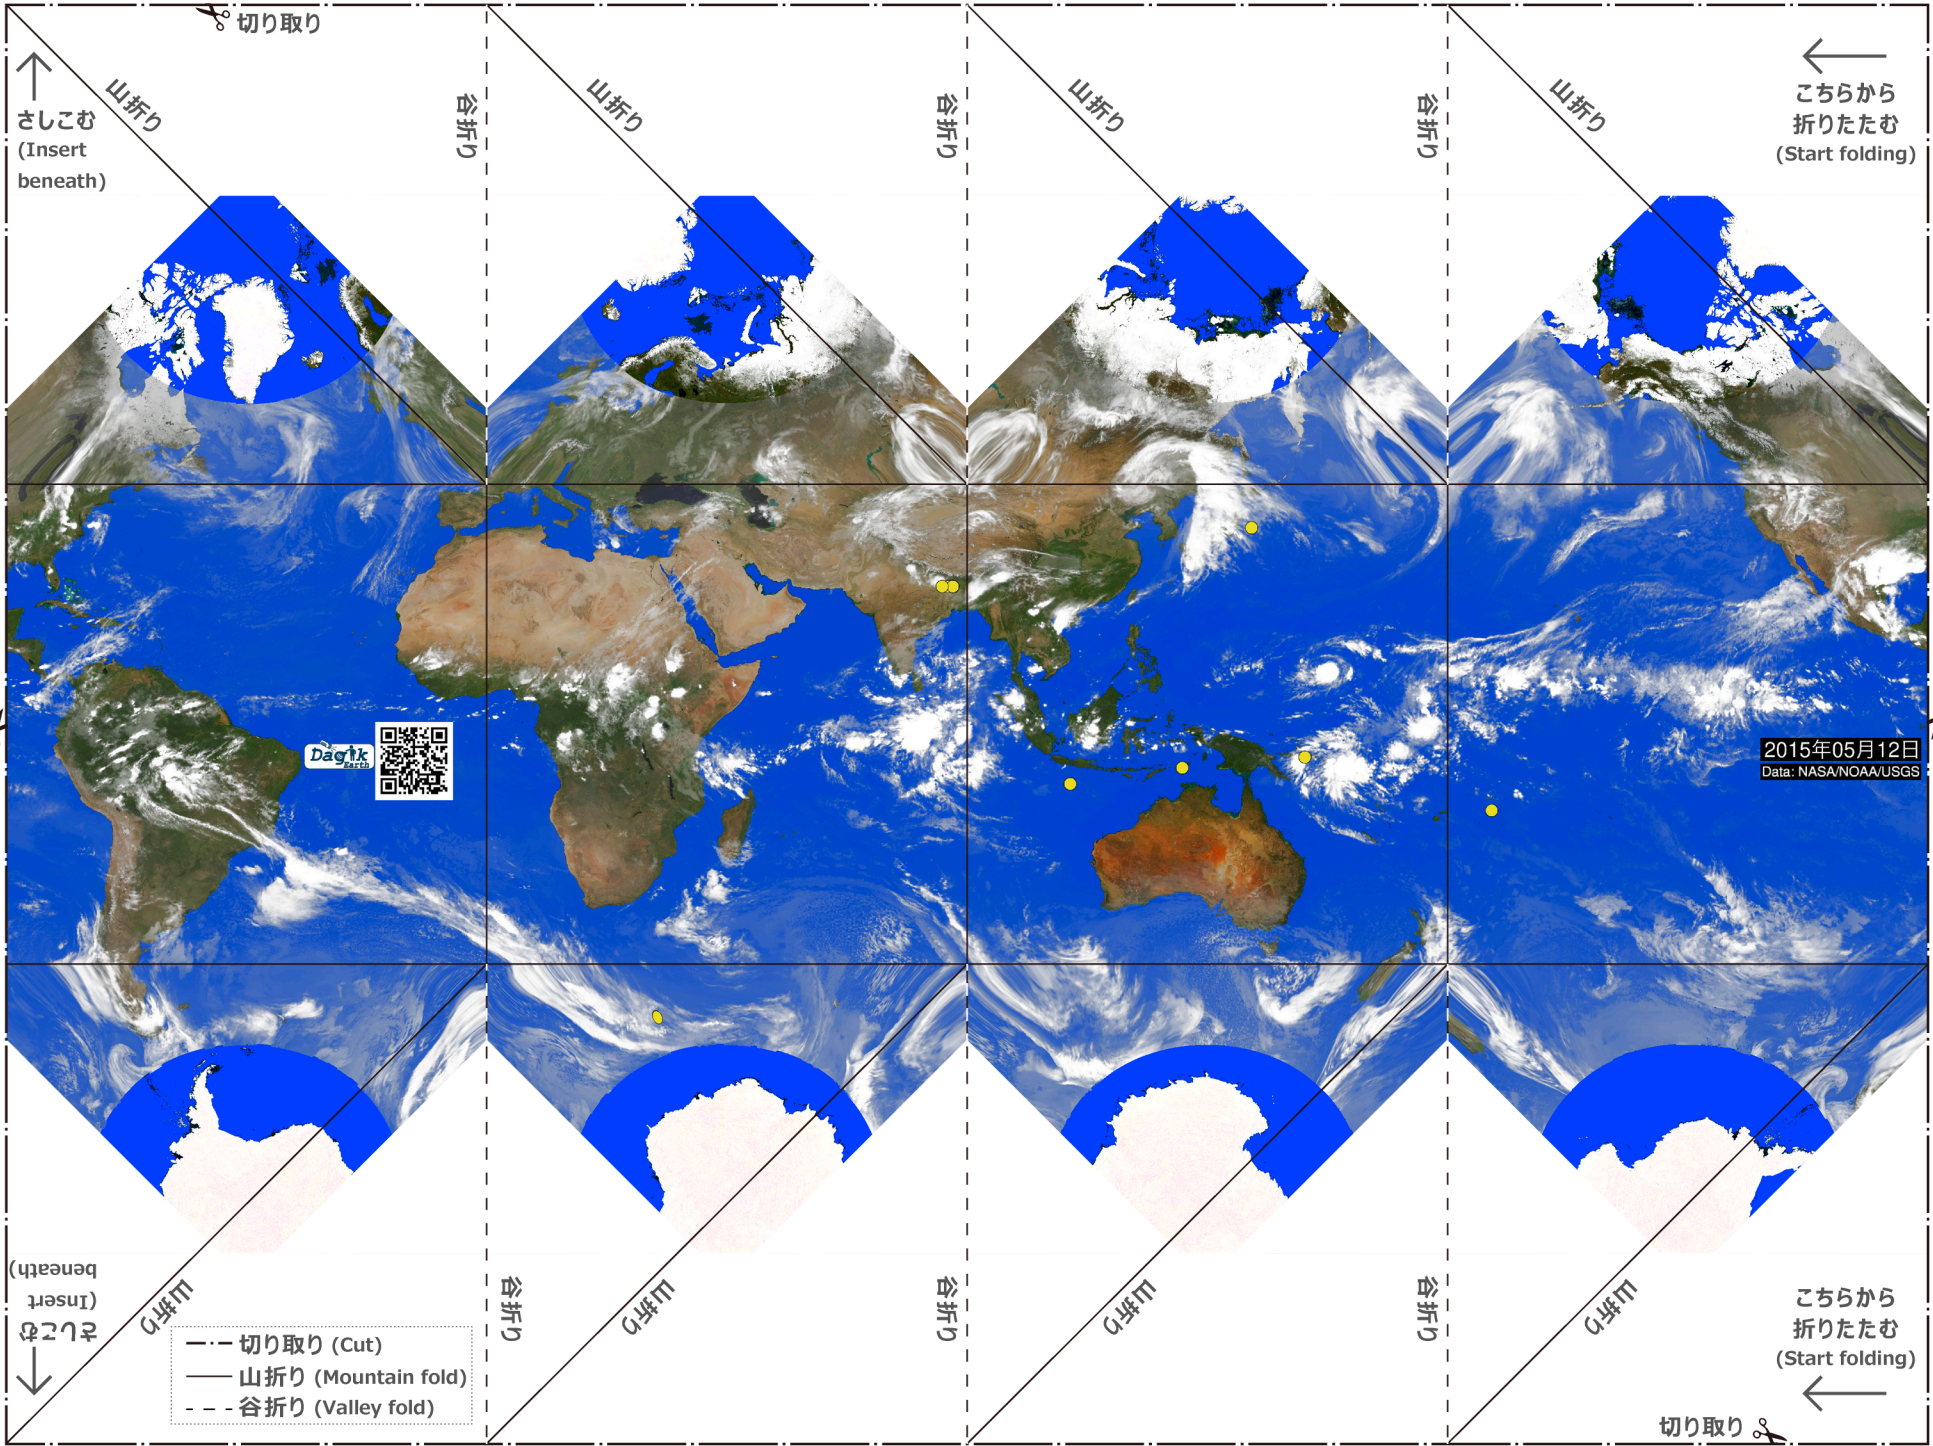 切り取り
山折り
谷折り
山折り
谷折り
山折り
谷折り
山折り
さしこむ
(Insert
beneath)
こちらから
折りたたむ
(Start folding)
Dagik
Earth
2015年05月12日
Data: NASA/NOAA/USGS
さしこむ
(Insert
beneath)
山折り
谷折り
山折り
谷折り
山折り
谷折り
山折り
こちらから
折りたたむ
(Start folding)
切り取り (Cut)
山折り (Mountain fold)
谷折り (Valley fold)
切り取り